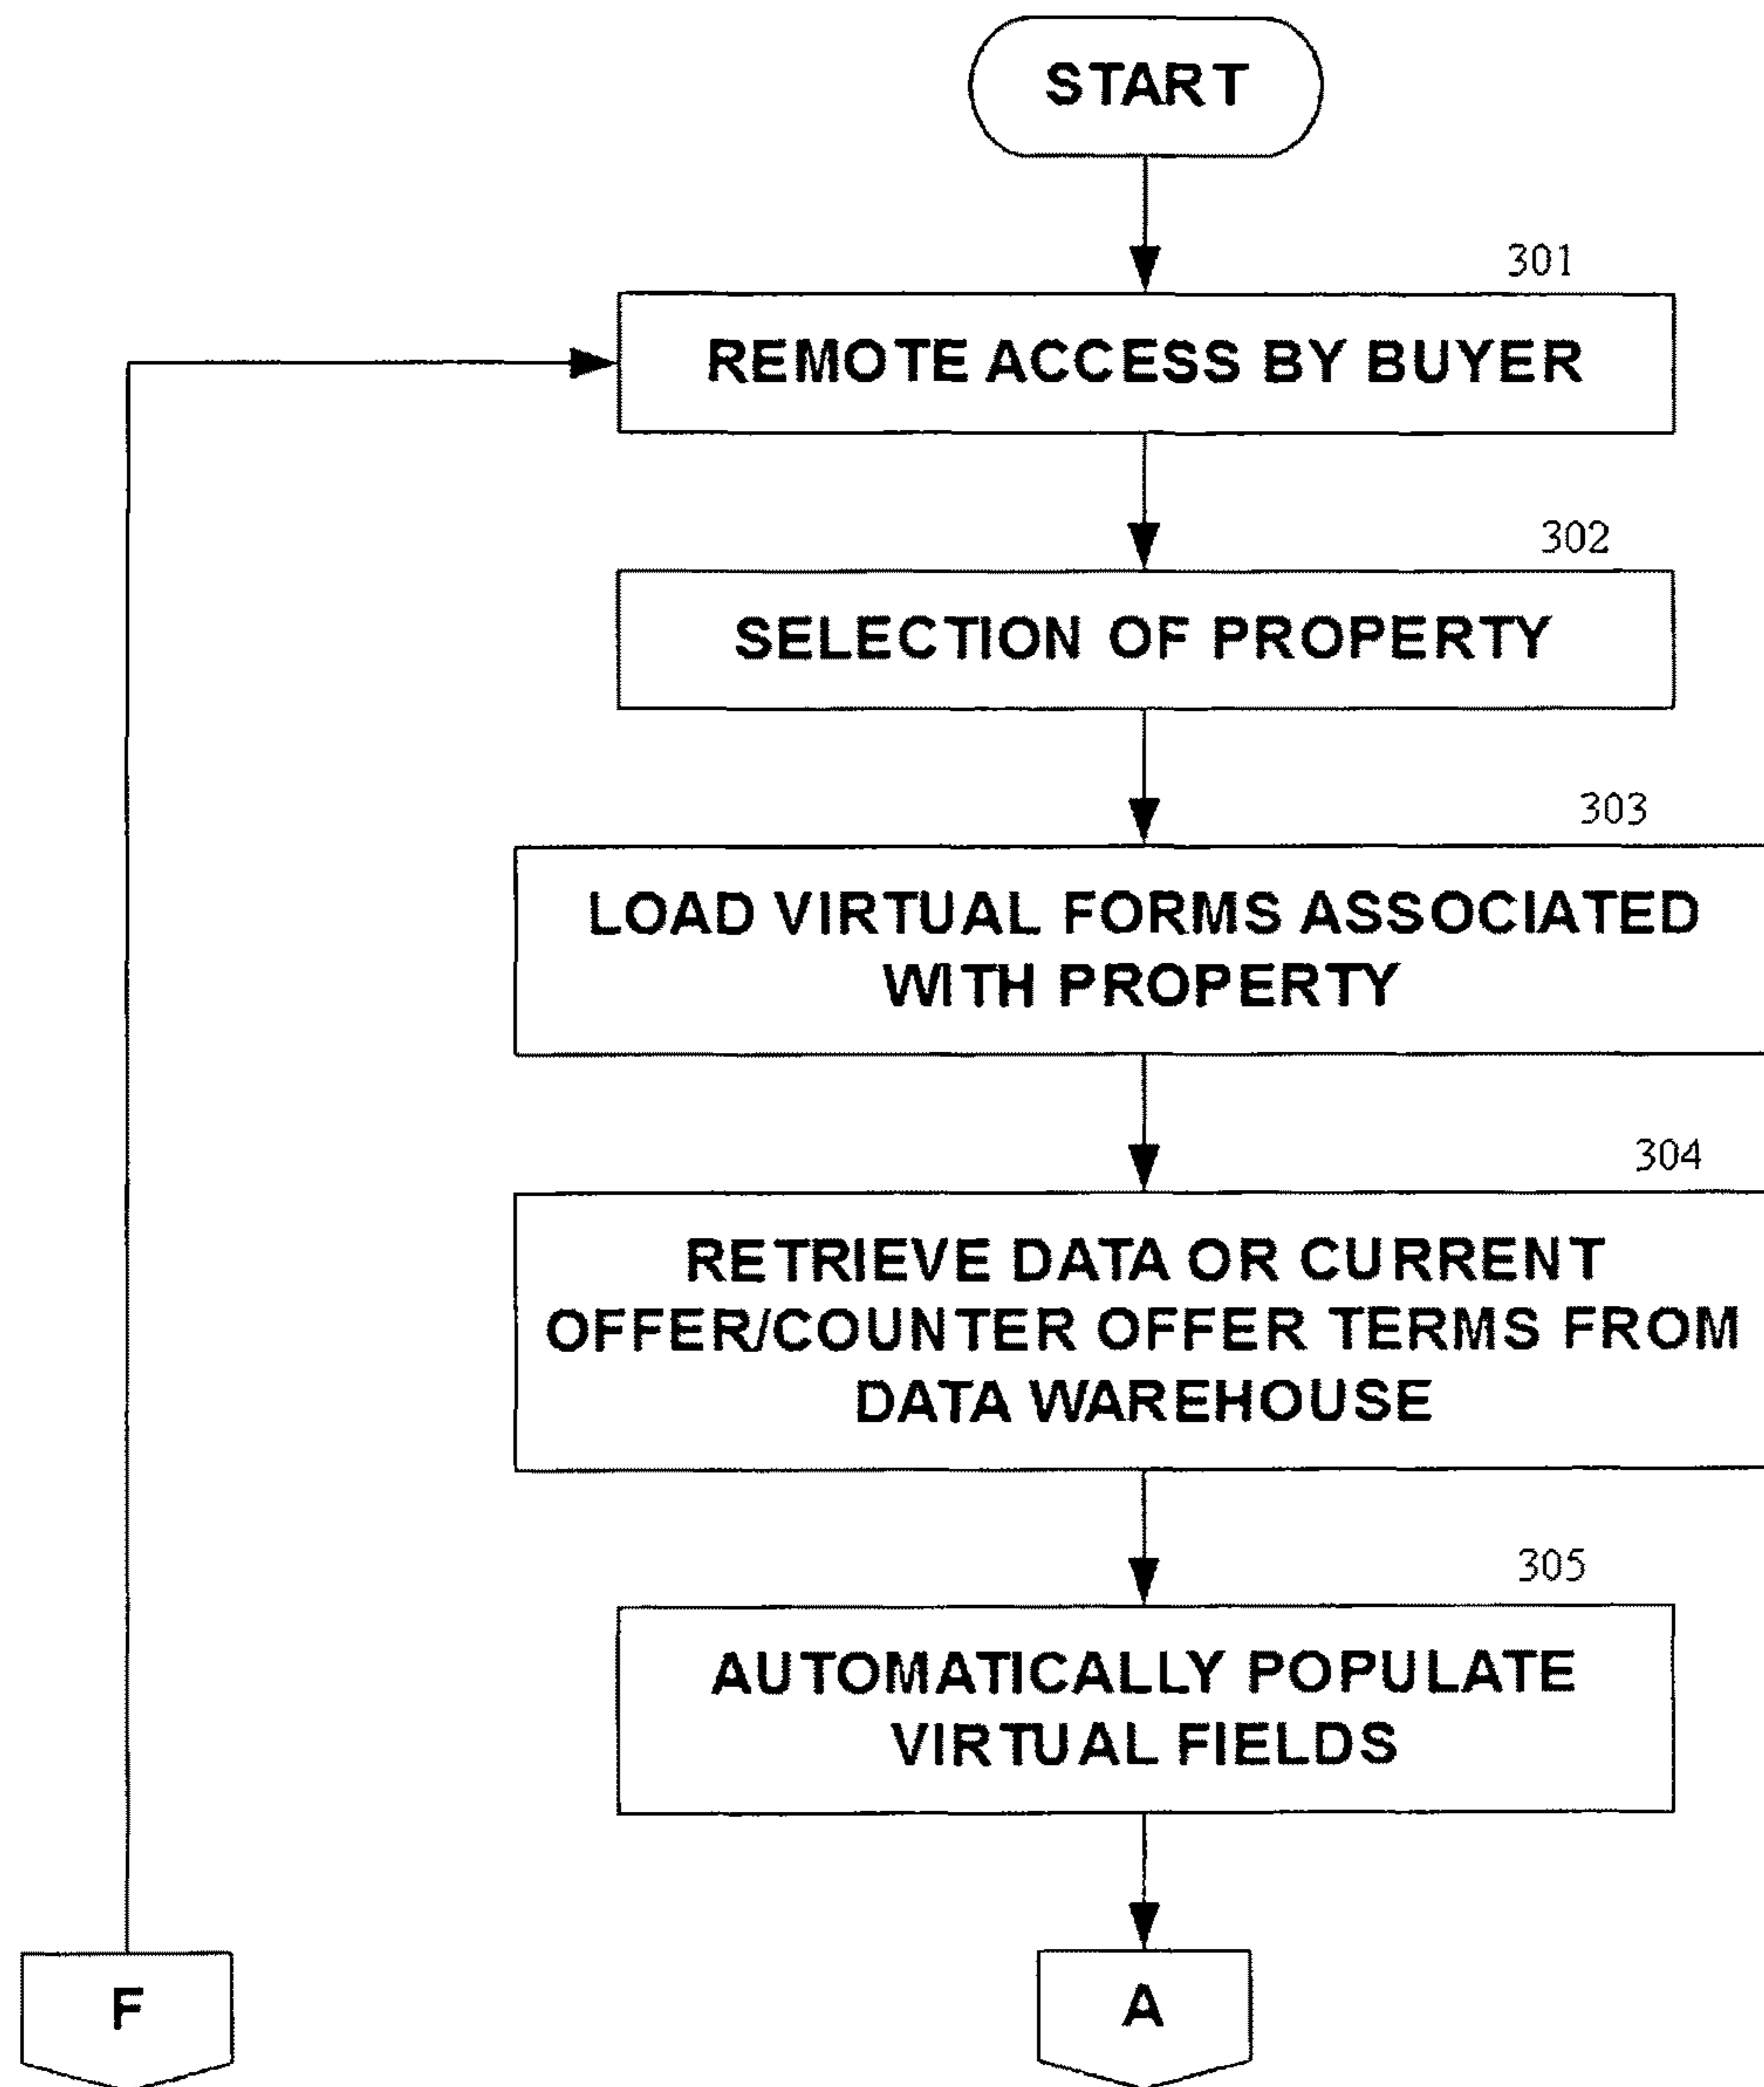 START
301
REMOTE ACCESS BY BUYER
302
SELECTION OF PROPERTY
303
LOAD VIRTUAL FORMS ASSOCIATED
WITH PROPERTY
304
RETRIEVE DATA OR CURRENT
OFFER/COUNTER OFFER TERMS FROM
DATA WAREHOUSE
305
AUTOMATICALLY POPULATE
VIRTUAL FIELDS
F
A